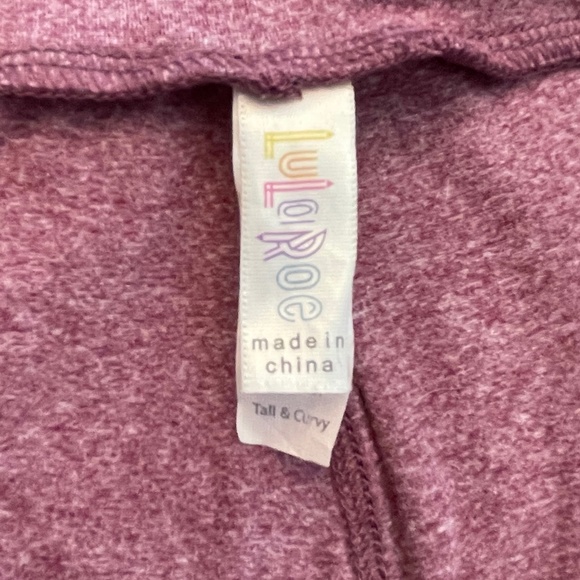 LuLaRoe
made in
china
Tall & Curvy